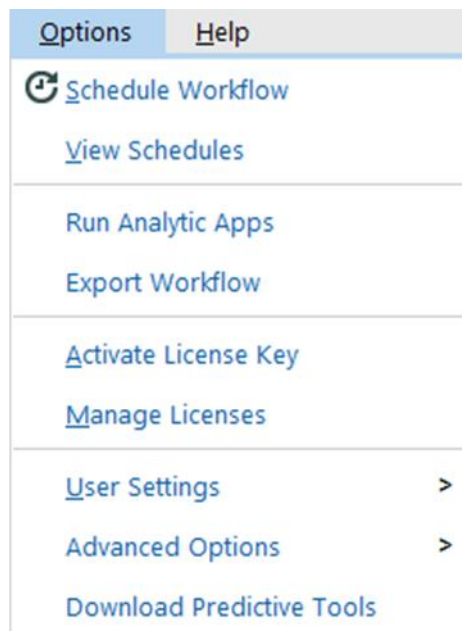 Options Help
Schedule Workflow
View Schedules
Run Analytic Apps
Export Workflow
Activate License Key
Manage Licenses
User Settings >
Advanced Options >
Download Predictive Tools